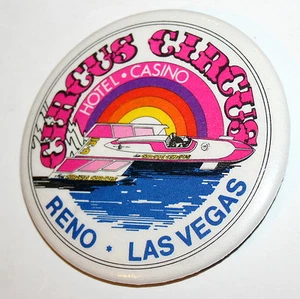 CIRCUS CIRCUS
HOTEL • CASINO
RENO • LAS VEGAS